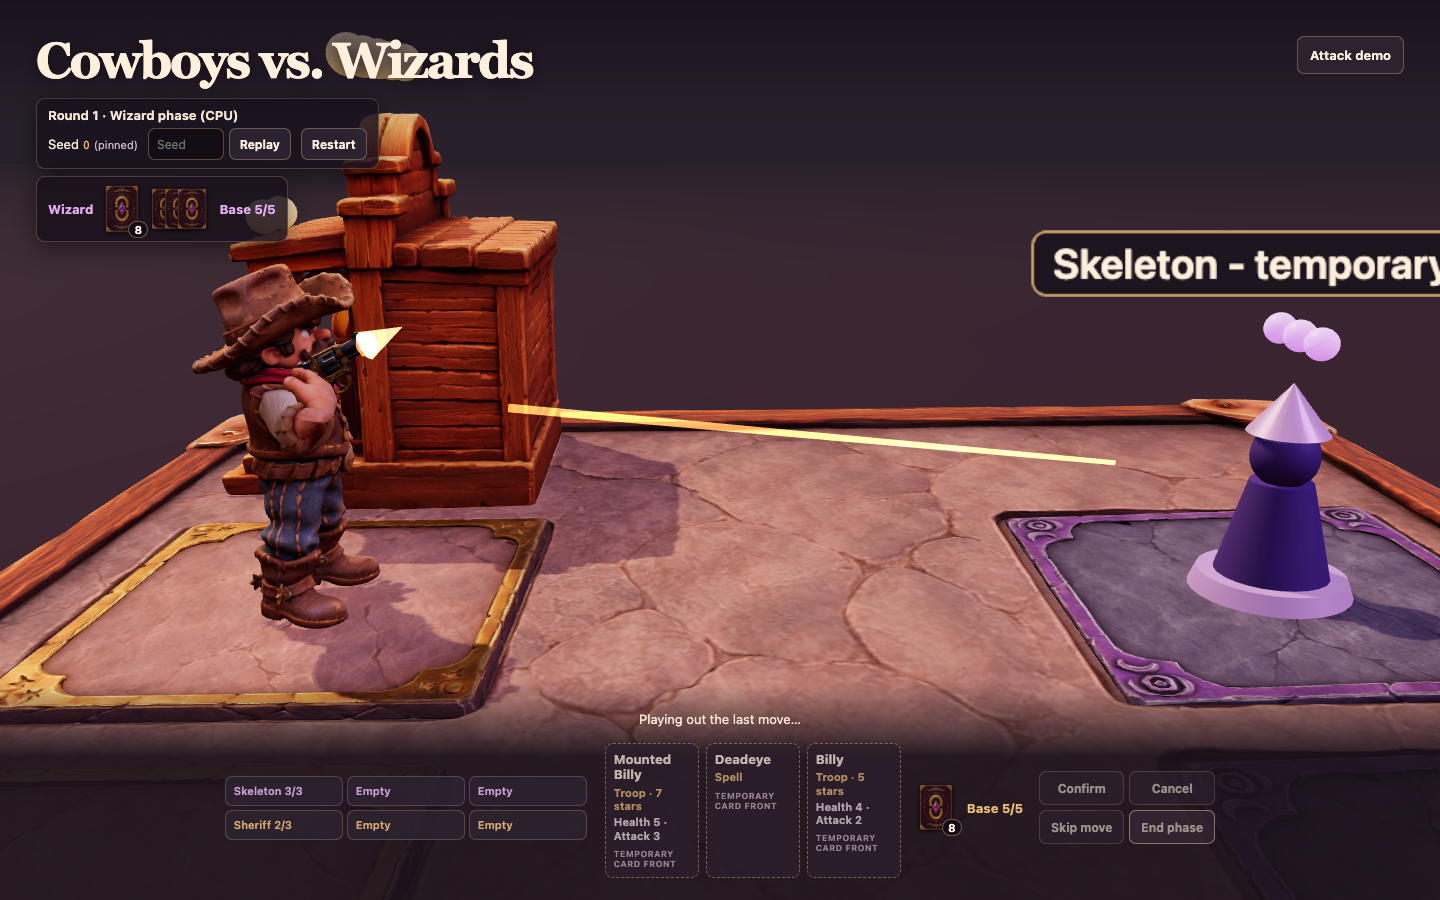 Cowboys vs. Wizards
Attack demo
Round 1 · Wizard phase (CPU)
Seed 0 (pinned) Seed Replay Restart
Wizard 8 Base 5/5
Skeleton - temporary
Playing out the last move...
Skeleton 3/3 Empty Empty
Sheriff 2/3 Empty Empty
Mounted
Billy
Troop · 7
stars
Health 5 ·
Attack 3
TEMPORARY
CARD FRONT
Deadeye
Spell
TEMPORARY
CARD FRONT
Billy
Troop · 5
stars
Health 4 ·
Attack 2
TEMPORARY
CARD FRONT
8 Base 5/5
Confirm Cancel
Skip move End phase